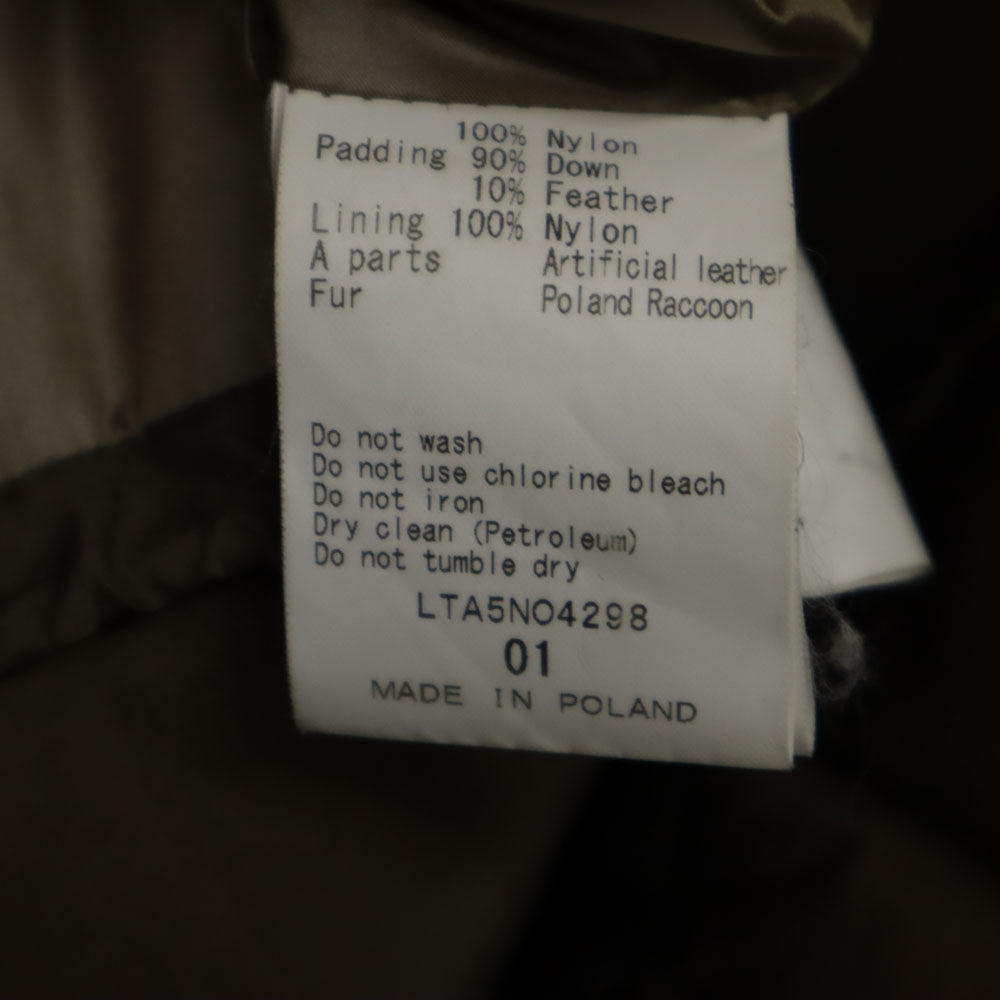 100% Nylon
Padding 90% Down
10% Feather
Lining 100% Nylon
A parts Artificial leather
Fur Poland Raccoon
Do not wash
Do not use chlorine bleach
Do not iron
Dry clean (Petroleum)
Do not tumble dry
LTA5NO4298
01
MADE IN POLAND